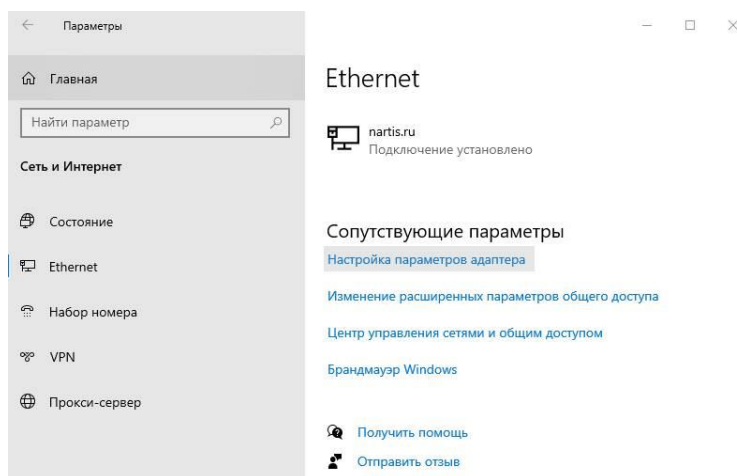 Параметры
Главная
Найти параметр
Сеть и Интернет
Состояние
Ethernet
Набор номера
VPN
Прокси-сервер
Ethernet
nartis.ru
Подключение установлено
Сопутствующие параметры
Настройка параметров адаптера
Изменение расширенных параметров общего доступа
Центр управления сетями и общим доступом
Брандмауэр Windows
Получить помощь
Отправить отзыв